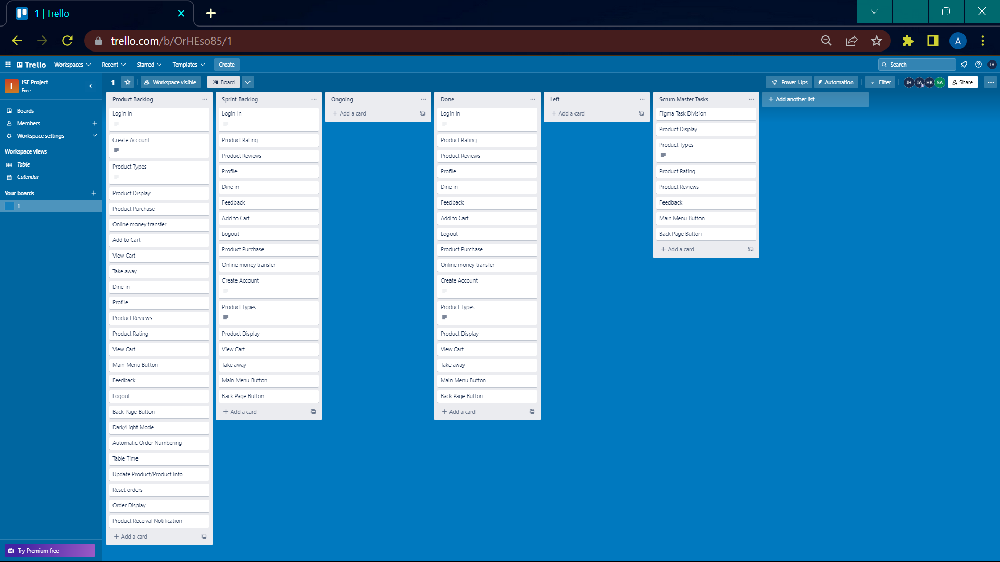 1 | Trello
trello.com/b/OrHEso85/1
A
Trello
Workspaces
Recent
Starred
Templates
Create
Search
IH
I
ISE Project
Free
1
Workspace visible
Board
Power-Ups
Automation
Filter
IH
IA
HK
SA
Share
Boards
Members
Workspace settings
Workspace views
Table
Calendar
Your boards
1
Try Premium free
Product Backlog
Login In
Create Account
Product Types
Product Display
Product Purchase
Online money transfer
Add to Cart
View Cart
Take away
Dine in
Profile
Product Reviews
Product Rating
View Cart
Main Menu Button
Feedback
Logout
Back Page Button
Dark/Light Mode
Automatic Order Numbering
Table Time
Update Product/Product Info
Reset orders
Order Display
Product Receival Notification
+ Add a card
Sprint Backlog
Login In
Product Rating
Product Reviews
Profile
Dine in
Feedback
Add to Cart
Logout
Product Purchase
Online money transfer
Create Account
Product Types
Product Display
View Cart
Take away
Main Menu Button
Back Page Button
+ Add a card
Ongoing
+ Add a card
Done
Login In
Product Rating
Product Reviews
Profile
Dine in
Feedback
Add to Cart
Logout
Product Purchase
Online money transfer
Create Account
Product Types
Product Display
View Cart
Take away
Main Menu Button
Back Page Button
+ Add a card
Left
+ Add a card
Scrum Master Tasks
Figma Task Division
Product Display
Product Types
Product Rating
Product Reviews
Feedback
Main Menu Button
Back Page Button
+ Add a card
+ Add another list